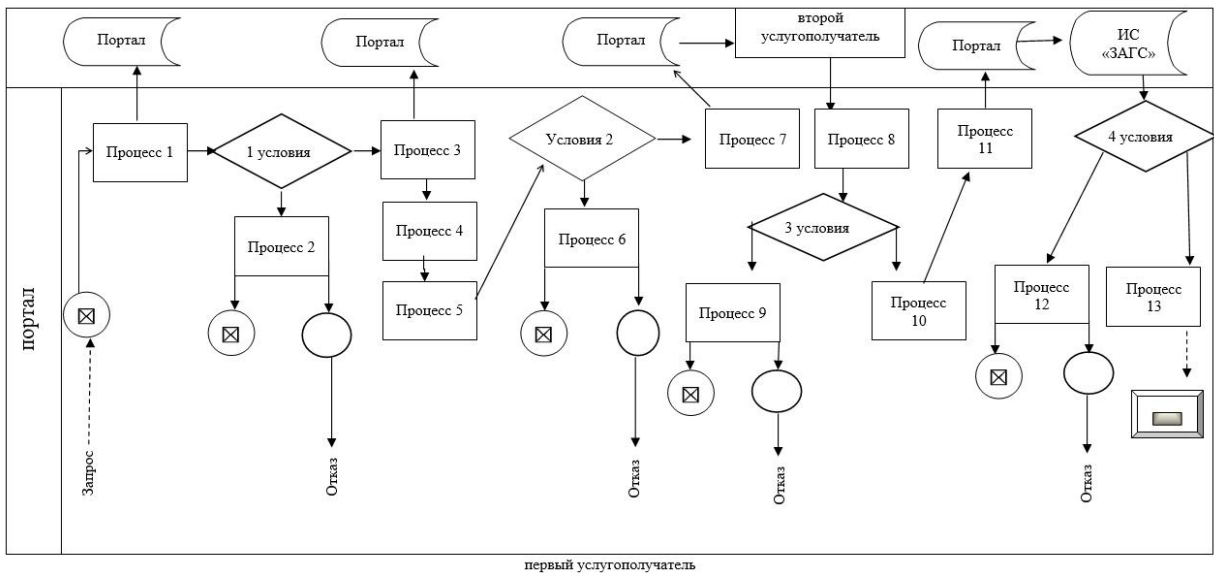 Портал
Портал
Портал
второй
услугополучатель
Портал
ИС
«ЗАГС»
Процесс 1
1 условия
Процесс 3
Условия 2
Процесс 7
Процесс 8
Процесс
11
4 условия
Процесс 2
Процесс 4
Процесс 6
3 условия
Процесс 5
Процесс 9
Процесс
10
Процесс
12
Процесс
13
портал
Запрос
Отказ
Отказ
Отказ
Отказ
первый услугополучатель